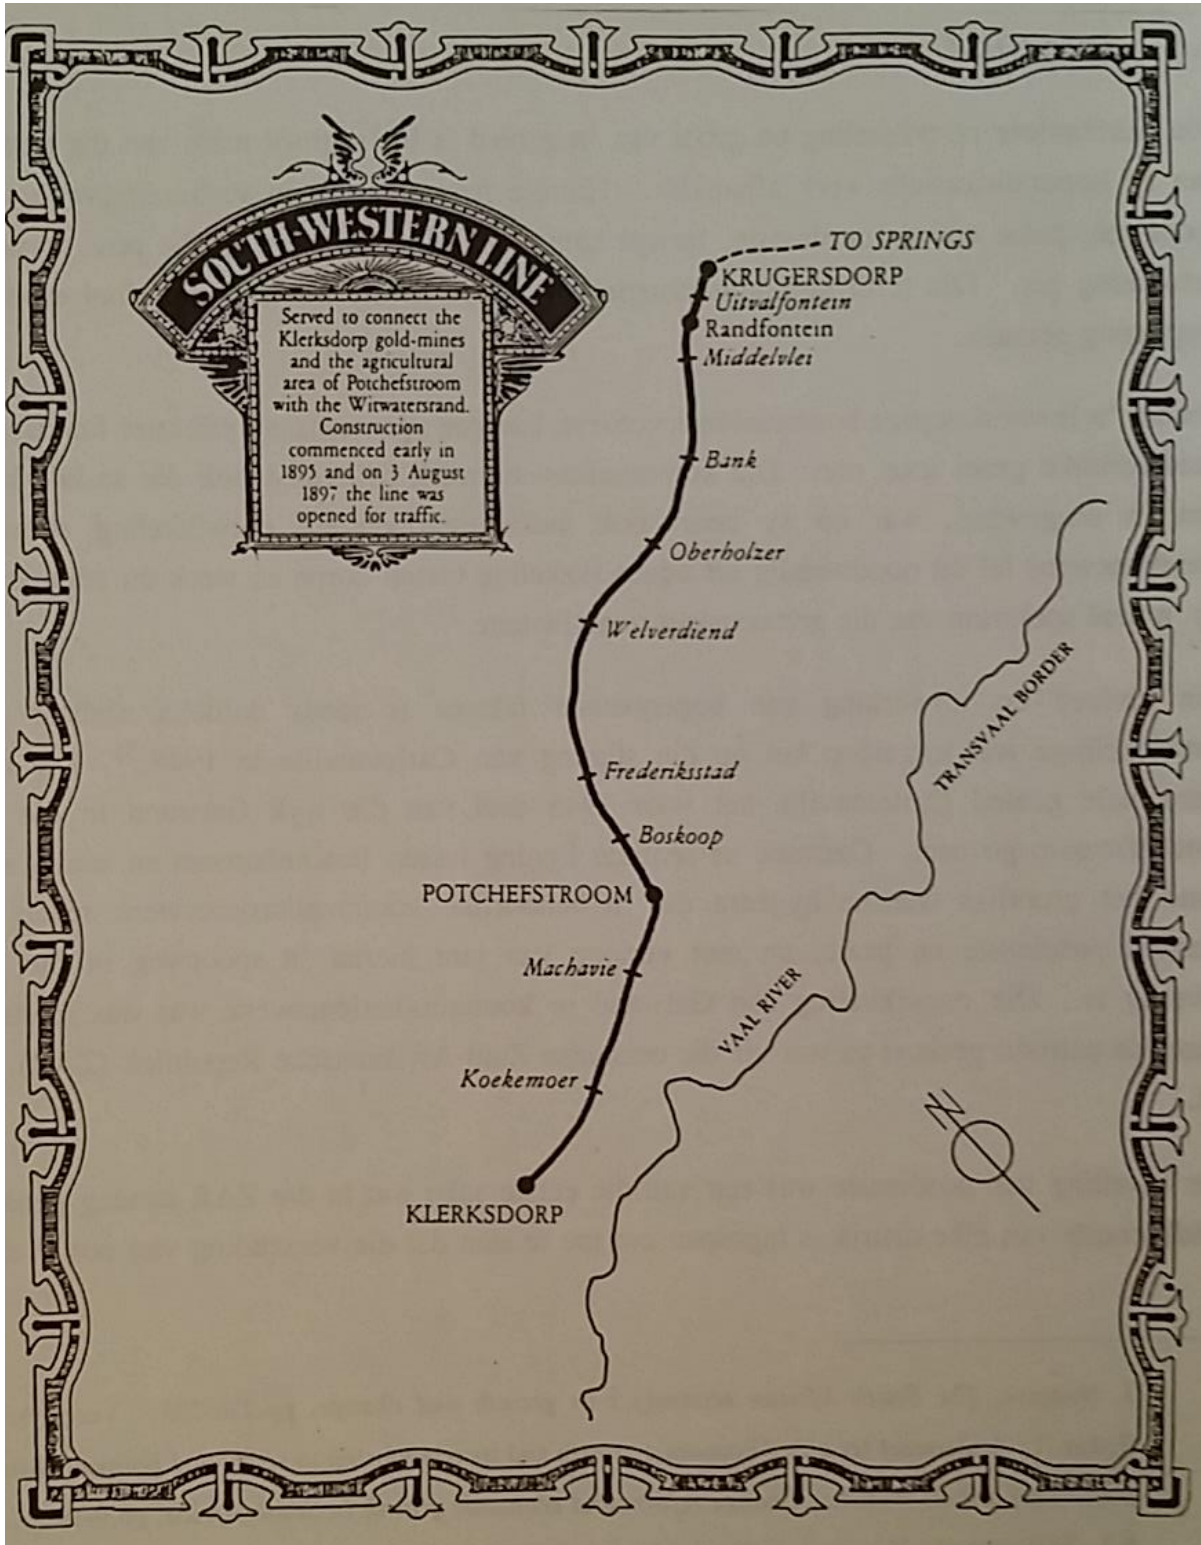 SOUTH-WESTERN LINE
Served to connect the
Klerksdorp gold-mines
and the agricultural
area of Potchefstroom
with the Witwatersrand.
Construction
commenced early in
1895 and on 3 August
1897 the line was
opened for traffic.
TO SPRINGS
KRUGERSDORP
Uitvalfontein
Randfontein
Middelvlei
Bank
Oberholzer
Welverdiend
Frederiksstad
Boskoop
POTCHEFSTROOM
Machavie
Koekemoer
KLERKSDORP
TRANSVAAL BORDER
VAAL RIVER
N